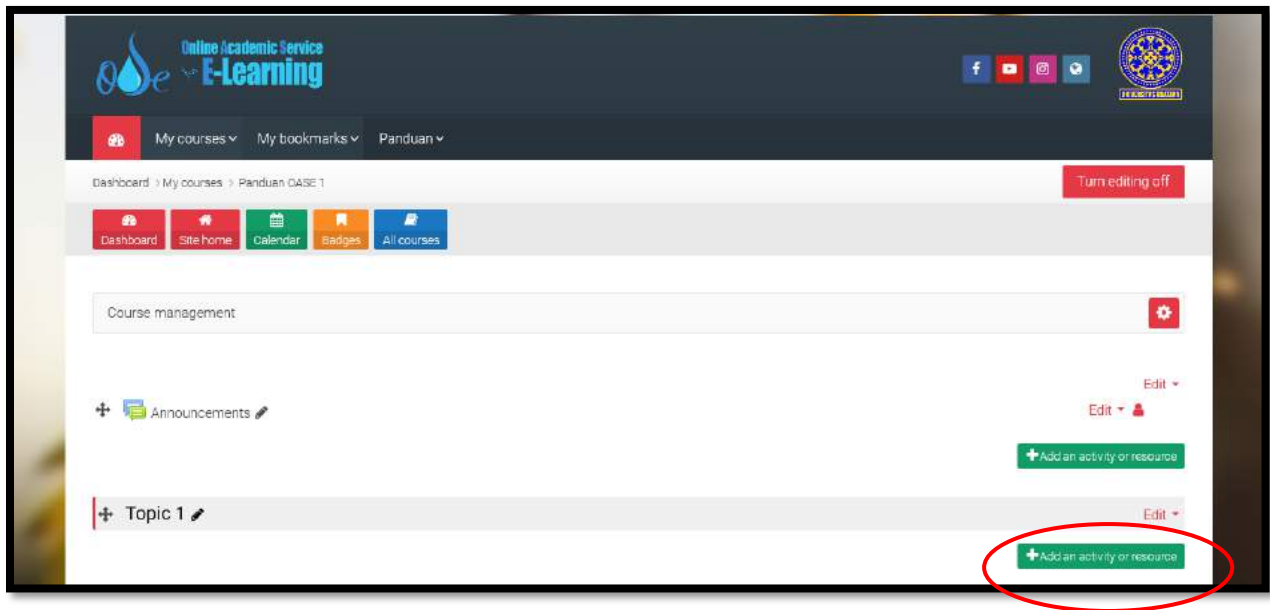 Online Academic Service
Oase for E-Learning
My courses
My bookmarks
Panduan
Dashboard > My courses > Panduan OASE 1
Turn editing off
Dashboard
Site home
Calendar
Badges
All courses
Course management
Edit
Announcements
Edit
Add an activity or resource
Topic 1
Edit
Add an activity or resource